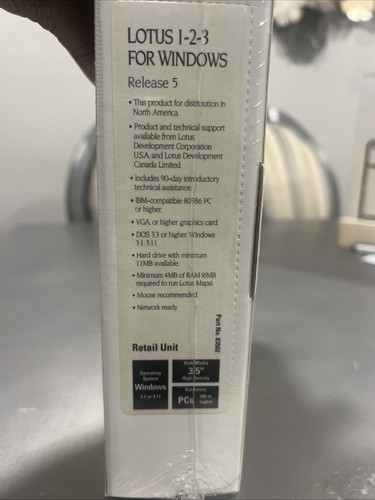 LOTUS 1-2-3
FOR WINDOWS
Release 5
• This product for distribution in
North America.
• Product and technical support
available from Lotus
Development Corporation
U.S.A. and Lotus Development
Canada Limited.
• Includes 90-day introductory
technical assistance.
• IBM-compatible 80386 PC
or higher
• VGA, or higher graphics card.
• DOS 3.3 or higher Windows
3.1, 3.11
• Hard drive with minimum
11MB available.
• Minimum 4MB of RAM (6MB
required to run Lotus Maps)
• Mouse recommended.
• Network ready.
Part No.
Retail Unit
Operating
System
Windows
3.1 or 3.11
Disk Media
3.5"
High Density
Hardware
PCs
386 or
higher